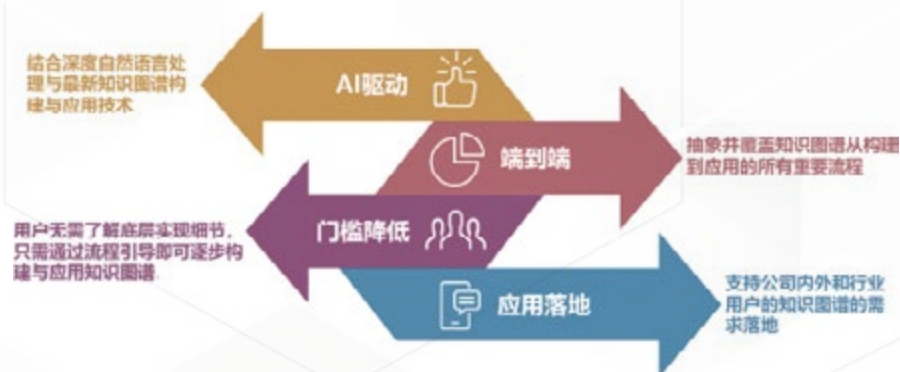 结合深度自然语言处
理与最新知识图谱构
建与应用技术
AI驱动
端到端
抽象并覆盖知识图谱从构建
到应用的所有重要流程
用户无需了解底层实现细节,
只需通过流程引导即可逐步构
建与应用知识图谱
门槛降低
应用落地
支持公司内外和行业
用户的知识图谱的需
求落地